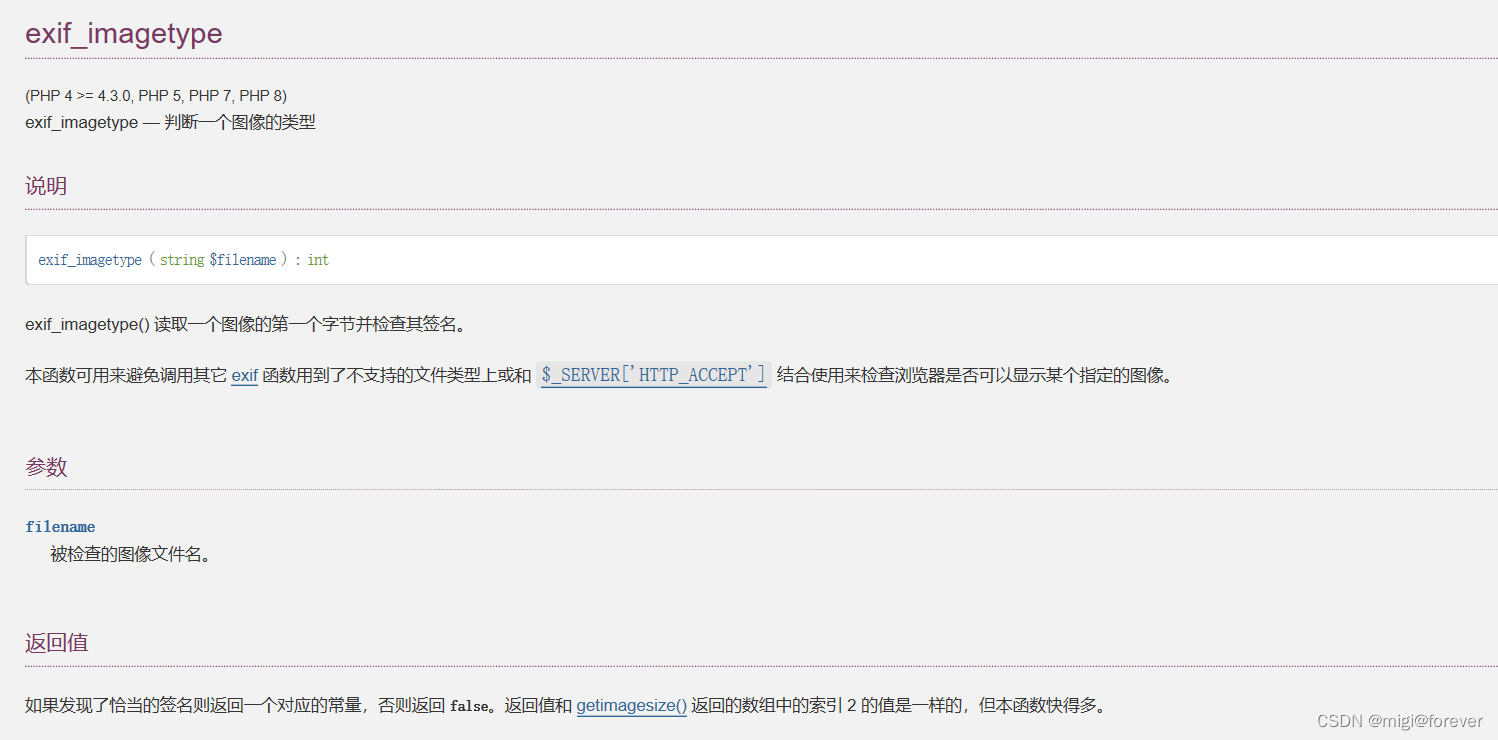 exif_imagetype
(PHP 4 >= 4.3.0, PHP 5, PHP 7, PHP 8)
exif_imagetype — 判断一个图像的类型
说明
exif_imagetype ( string $filename ) : int
exif_imagetype() 读取一个图像的第一个字节并检查其签名。
本函数可用来避免调用其它 exif 函数用到了不支持的文件类型上或和 $_SERVER['HTTP_ACCEPT'] 结合使用来检查浏览器是否可以显示某个指定的图像。
参数
filename
被检查的图像文件名。
返回值
如果发现了恰当的签名则返回一个对应的常量，否则返回 false。返回值和 getimagesize() 返回的数组中的索引 2 的值是一样的，但本函数快得多。
CSDN @migi@forever